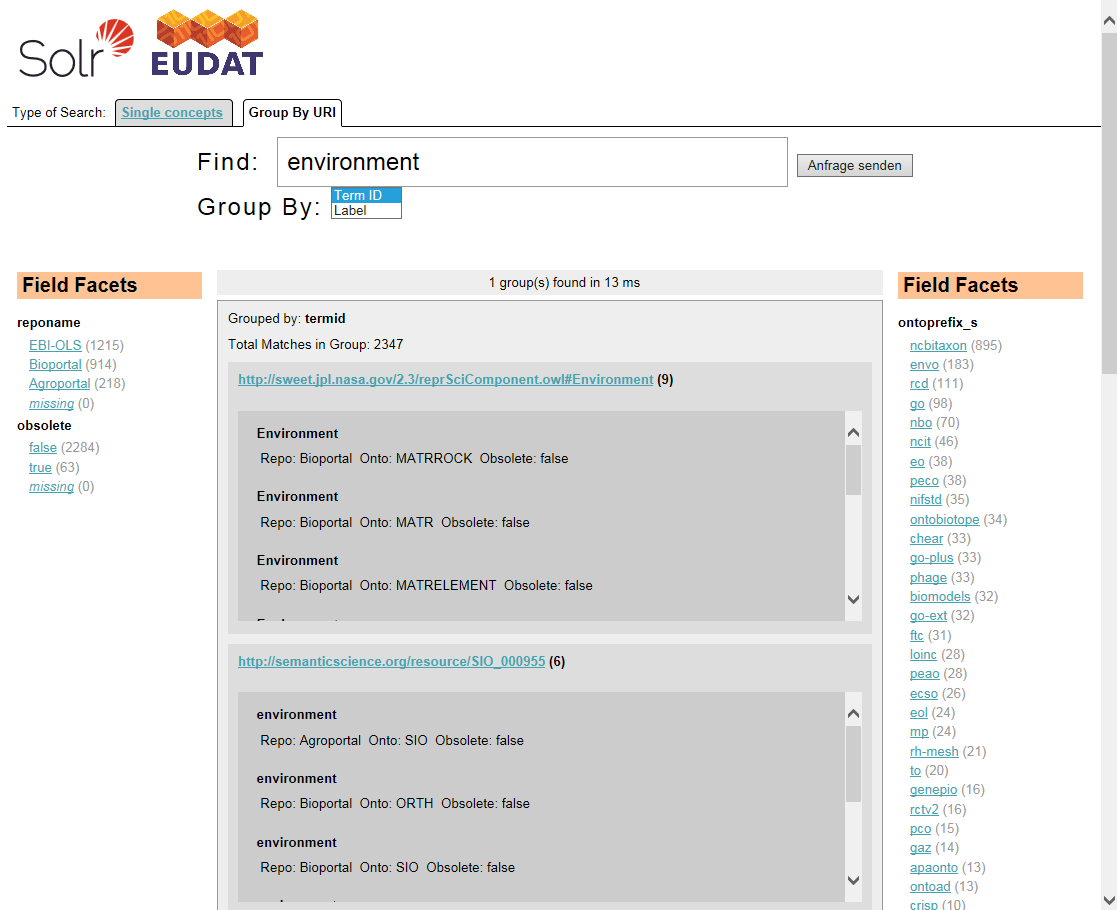 Solr
EUDAT
Type of Search: Single concepts Group By URI
Find: environment Anfrage senden
Group By: Term ID
Label
Field Facets
reponame
EBI-OLS (1215)
Bioportal (914)
Agroportal (218)
missing (0)
obsolete
false (2284)
true (63)
missing (0)
1 group(s) found in 13 ms
Grouped by: termid
Total Matches in Group: 2347
http://sweet.jpl.nasa.gov/2.3/reprSciComponent.owl#Environment (9)
Environment
Repo: Bioportal Onto: MATRROCK Obsolete: false
Environment
Repo: Bioportal Onto: MATR Obsolete: false
Environment
Repo: Bioportal Onto: MATRELEMENT Obsolete: false
http://semanticscience.org/resource/SIO_000955 (6)
environment
Repo: Agroportal Onto: SIO Obsolete: false
environment
Repo: Bioportal Onto: ORTH Obsolete: false
environment
Repo: Bioportal Onto: SIO Obsolete: false
Field Facets
ontoprefix_s
ncbitaxon (895)
envo (183)
rcd (111)
go (98)
nbo (70)
ncit (46)
eo (38)
peco (38)
nifstd (35)
ontobiotope (34)
chear (33)
go-plus (33)
phage (33)
biomodels (32)
go-ext (32)
ftc (31)
loinc (28)
peao (28)
ecso (26)
eol (24)
mp (24)
rh-mesh (21)
to (20)
genepio (16)
rctv2 (16)
pco (15)
gaz (14)
apaonto (13)
ontoad (13)
crisp (10)